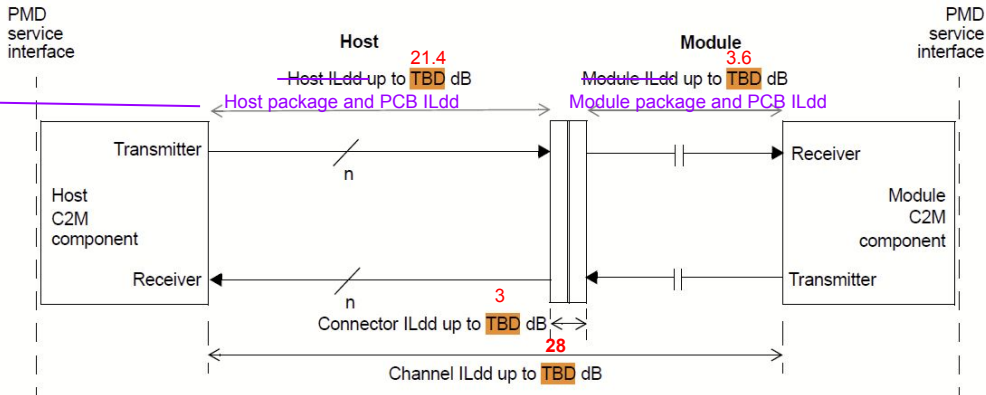 PMD
service
interface
PMD
service
interface
Host
Module
21.4
3.6
Host ILdd up to TBD dB
Module ILdd up to TBD dB
Host package and PCB ILdd
Module package and PCB ILdd
Transmitter
Receiver
n
Host
C2M
component
Module
C2M
component
Receiver
Transmitter
n
3
Connector ILdd up to TBD dB
28
Channel ILdd up to TBD dB